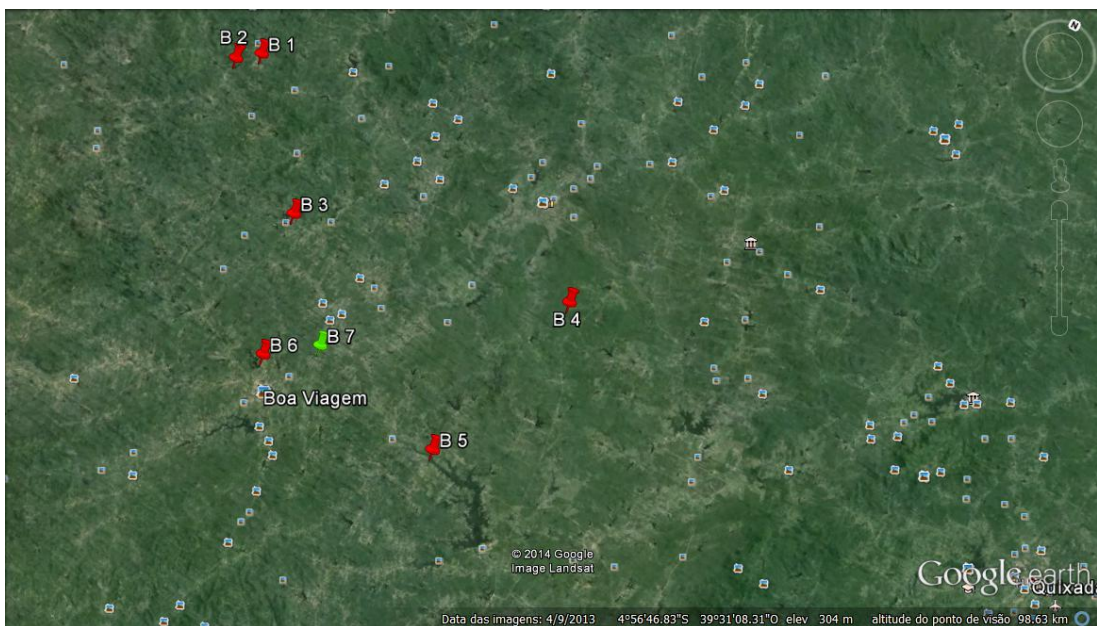 B 2
B 1
B 3
B 4
B 7
B 6
Boa Viagem
B 5
© 2014 Google
Image Landsat
Google earth
Quixadá
Data das imagens: 4/9/2013 4°56'46.83"S 39°31'08.31"O elev 304 m altitude do ponto de visão 98.63 km
N